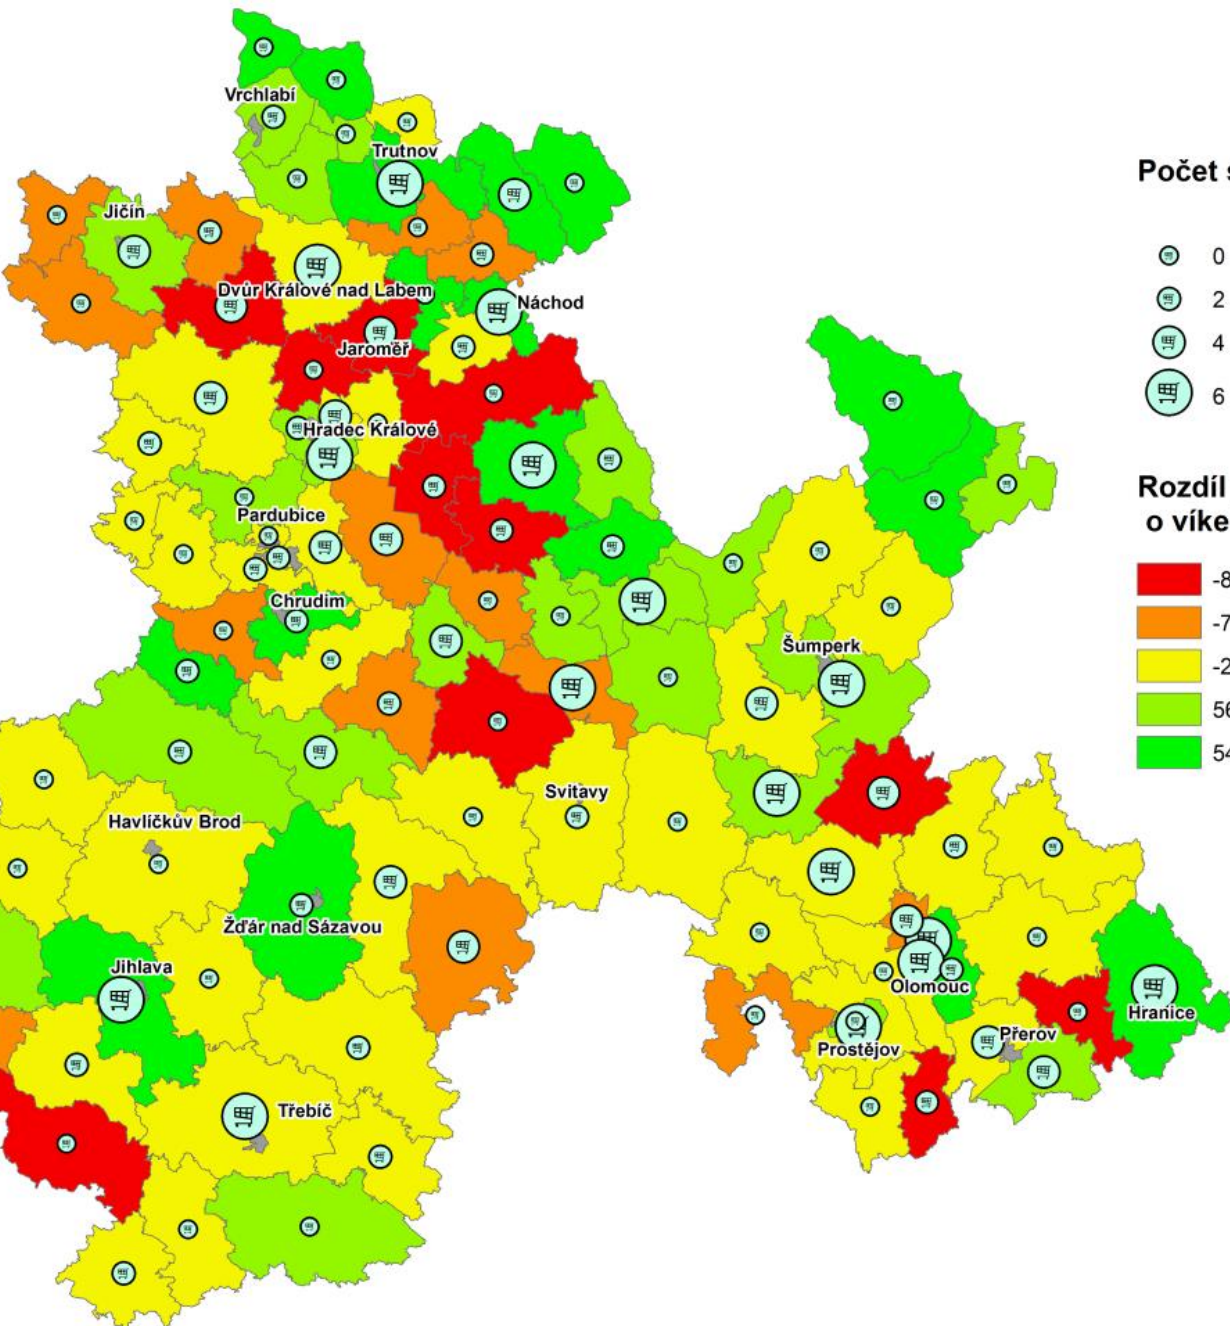 Vrchlabí
Trutnov
Jičín
Dvůr Králové nad Labem
Náchod
Jaroměř
Hradec Králové
Pardubice
Chrudim
Šumperk
Svitavy
Havlíčkův Brod
Žďár nad Sázavou
Jihlava
Olomouc
Hranice
Přerov
Prostějov
Třebíč
Počet s
0
2
4
6
Rozdíl
o víke
-8
-7
-2
56
54